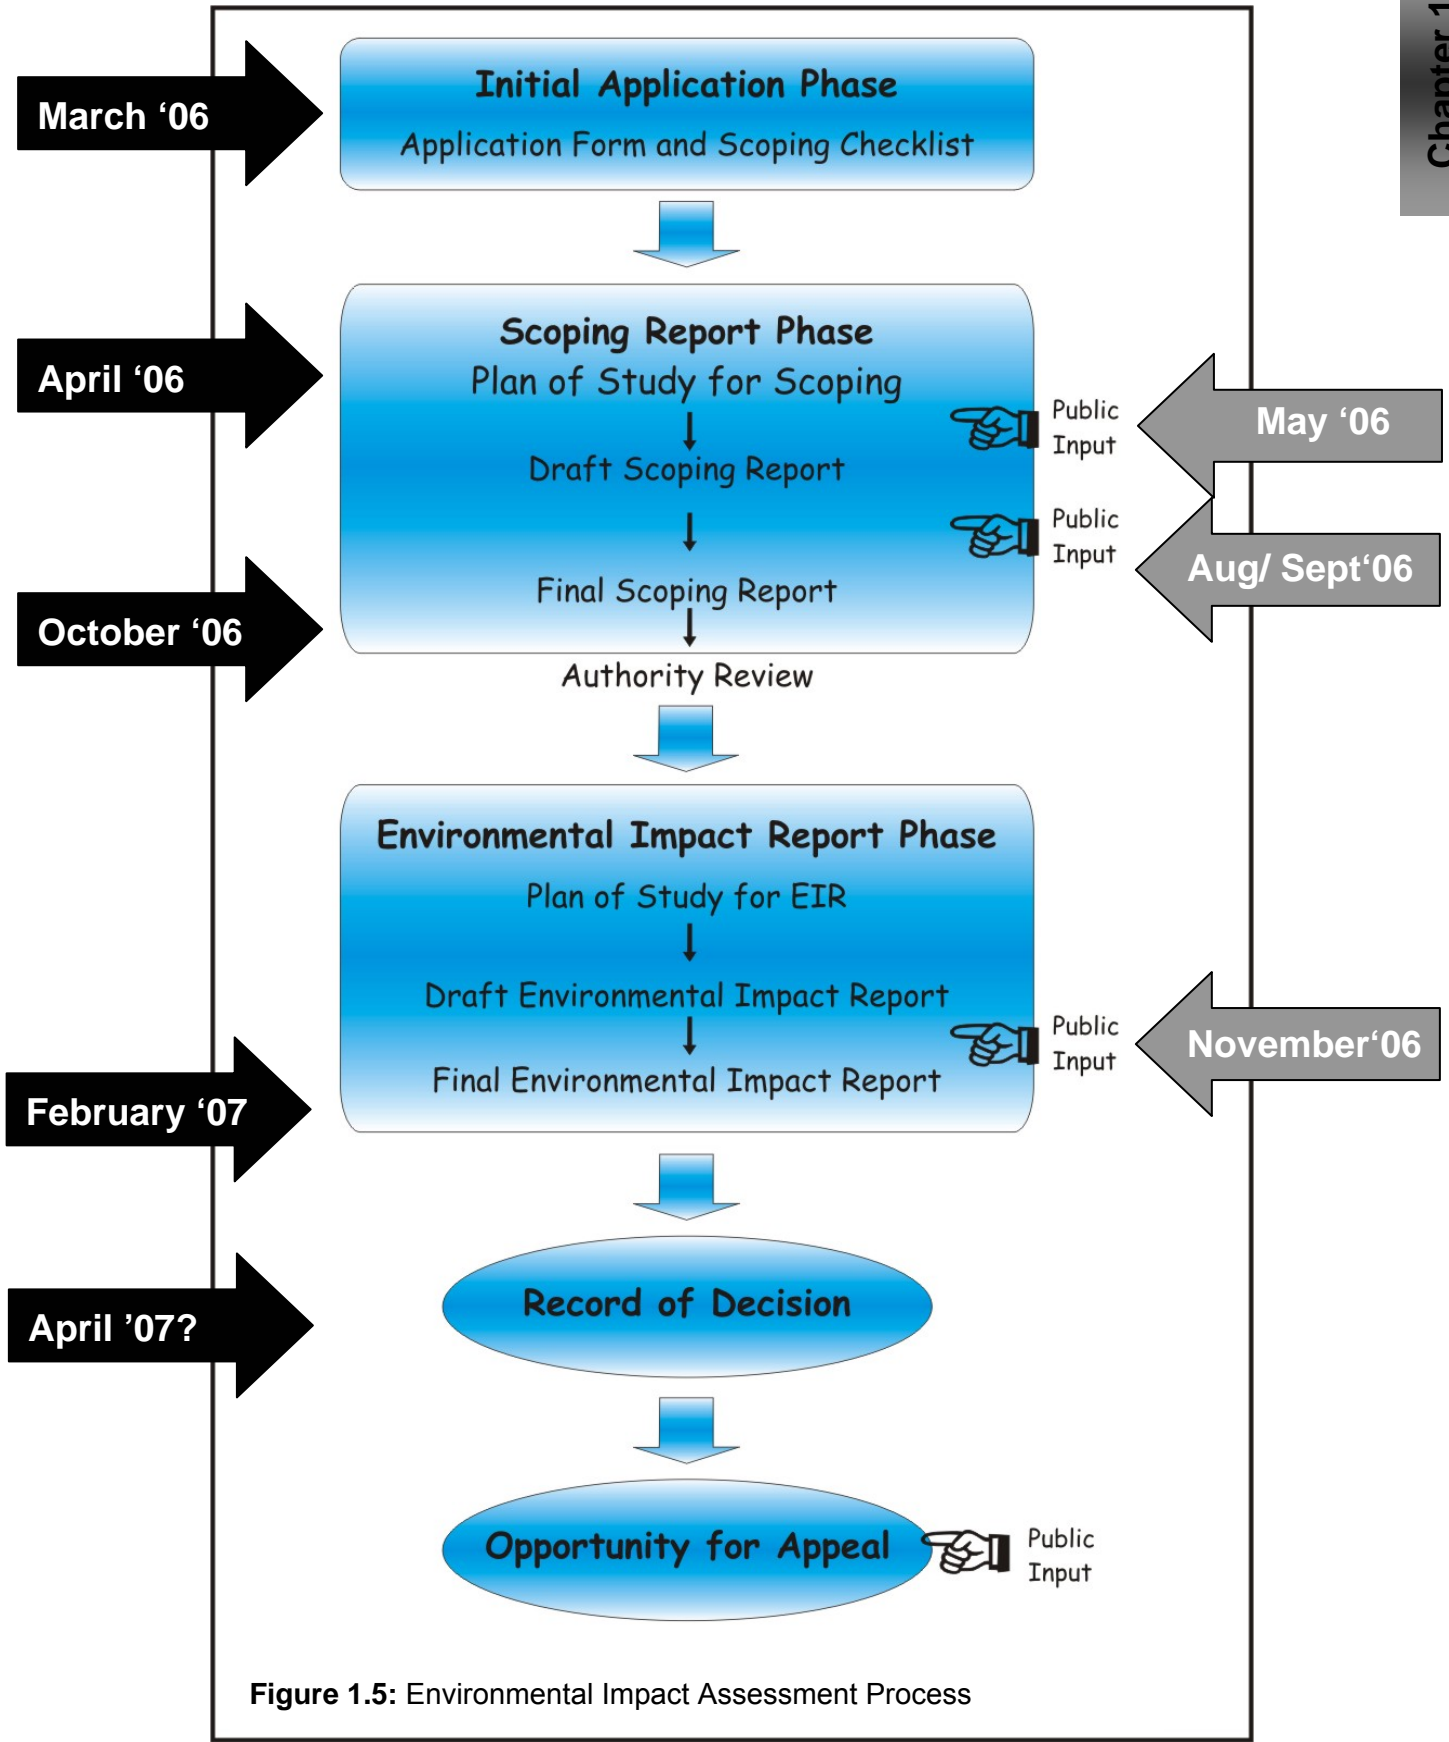 Chapter 1
March ‘06
Initial Application Phase
Application Form and Scoping Checklist
April ‘06
Scoping Report Phase
Plan of Study for Scoping
Public
Input
May ‘06
Draft Scoping Report
Public
Input
Aug/ Sept‘06
Final Scoping Report
October ‘06
Authority Review
Environmental Impact Report Phase
Plan of Study for EIR
Draft Environmental Impact Report
Public
Input
November‘06
Final Environmental Impact Report
February ‘07
Record of Decision
April ’07?
Opportunity for Appeal
Public
Input
Figure 1.5: Environmental Impact Assessment Process